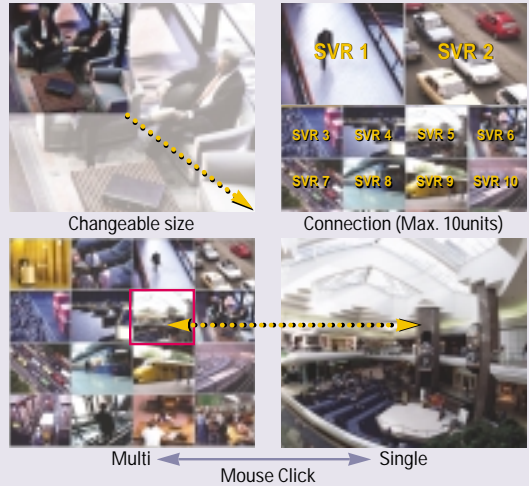 SVR 1
SVR 2
SVR 3
SVR 4
SVR 5
SVR 6
SVR 7
SVR 8
SVR 9
SVR 10
Changeable size
Connection (Max. 10units)
Multi
Single
Mouse Click